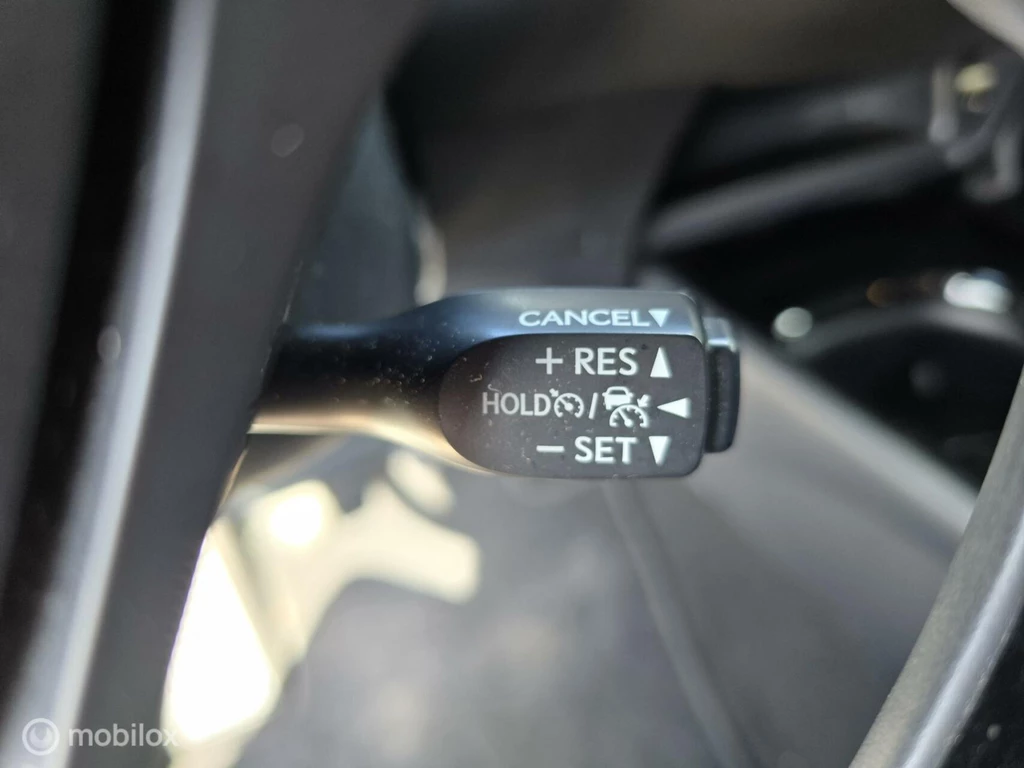 CANCEL▼
+ RES ▲
HOLD / ◀
− SET ▼
mobilox